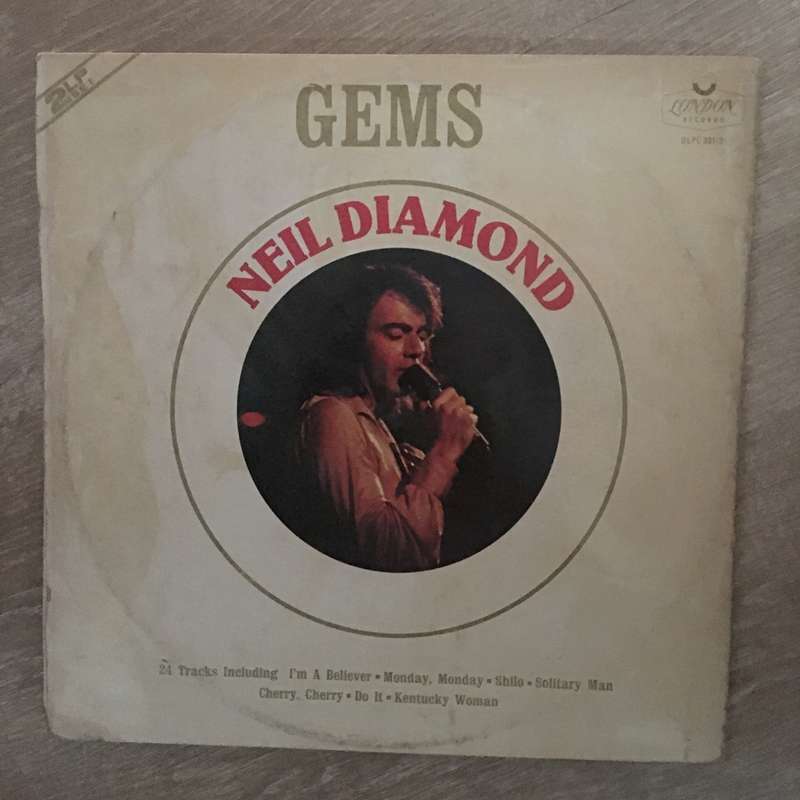 2LP
GEMS
LONDON
RECORDS
NEIL DIAMOND
24 Tracks Including I'm A Believer • Monday, Monday • Shilo • Solitary Man
Cherry, Cherry • Do It • Kentucky Woman